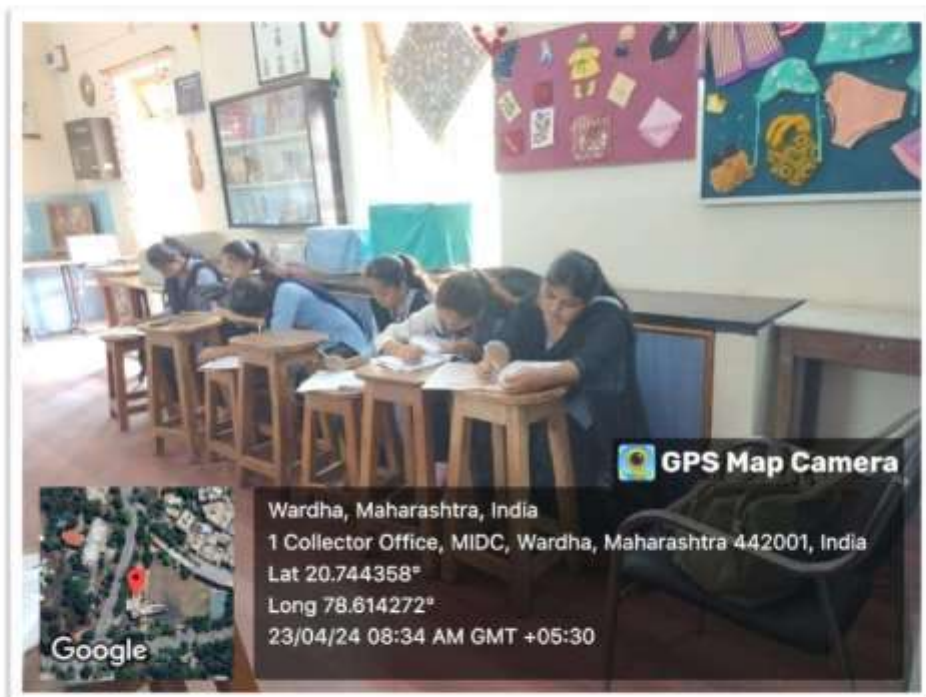 GPS Map Camera
Wardha, Maharashtra, India
1 Collector Office, MIDC, Wardha, Maharashtra 442001, India
Lat 20.744358°
Long 78.614272°
23/04/24 08:34 AM GMT +05:30
Google